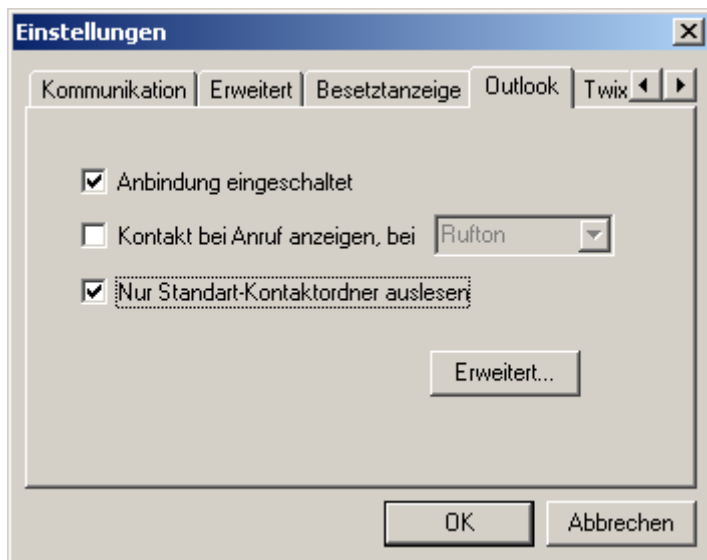 Einstellungen
Kommunikation Erweitert Besetztanzeige Outlook Twix
Anbindung eingeschaltet
Kontakt bei Anruf anzeigen, bei Rufton
Nur Standart-Kontaktordner auslesen
Erweitert...
OK Abbrechen